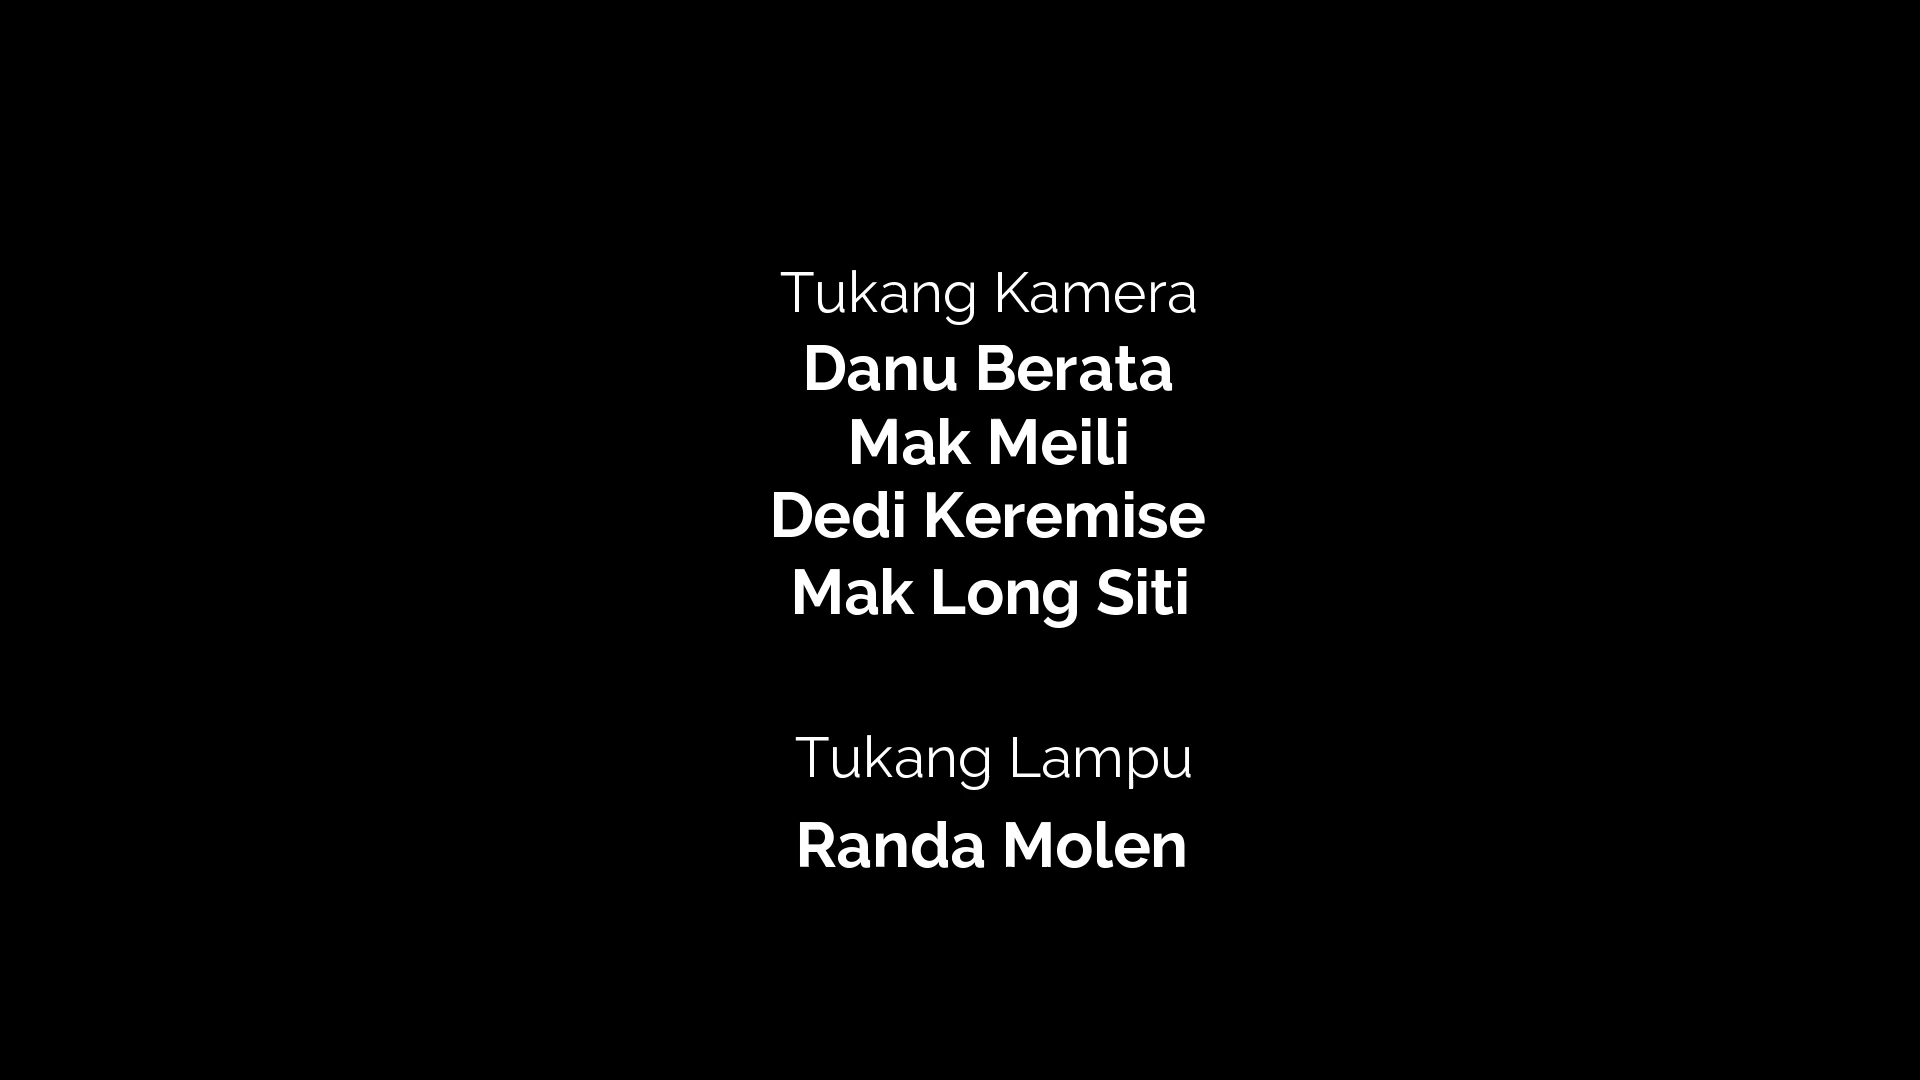 Tukang Kamera
Danu Berata
Mak Meili
Dedi Keremise
Mak Long Siti
Tukang Lampu
Randa Molen